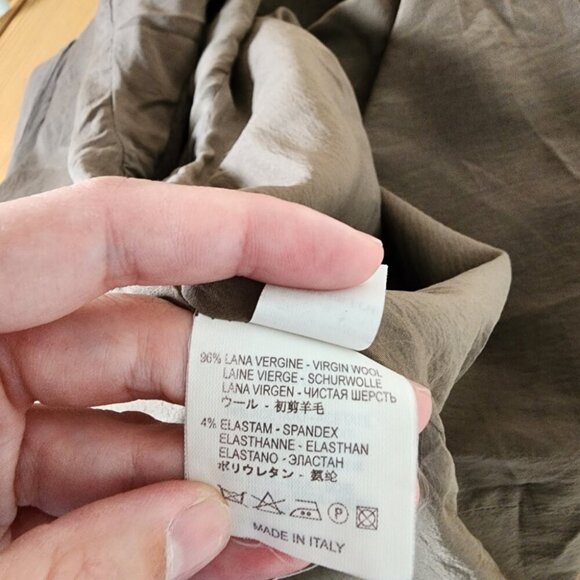 96% LANA VERGINE - VIRGIN WOOL
LAINE VIERGE - SCHURWOLLE
LANA VIRGEN - ЧИСТАЯ ШЕРСТЬ
ウール - 初剪羊毛
4% ELASTAM - SPANDEX
ELASTHANNE - ELASTHAN
ELASTANO - ЭЛАСТАН
ポリウレタン - 氨纶
P
MADE IN ITALY